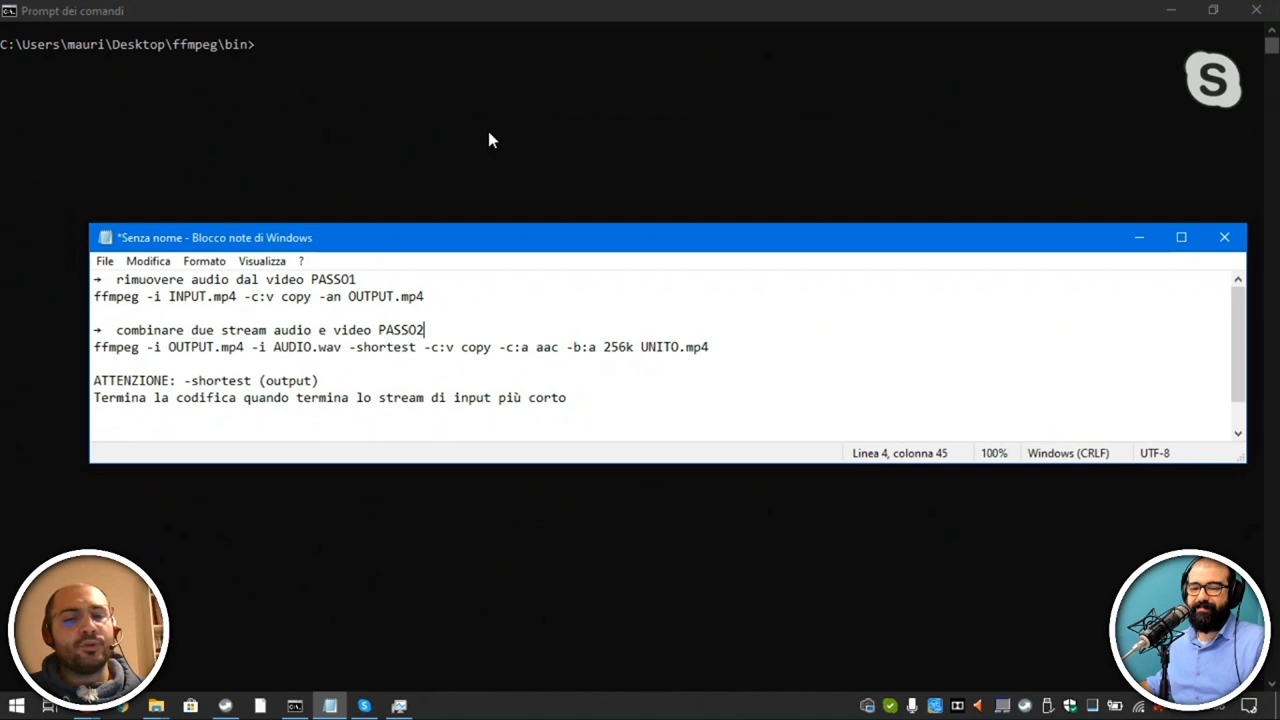 Prompt dei comandi
C:\Users\mauri\Desktop\ffmpeg\bin>
S
*Senza nome - Blocco note di Windows
File Modifica Formato Visualizza ?
→ rimuovere audio dal video PASSO1
ffmpeg -i INPUT.mp4 -c:v copy -an OUTPUT.mp4
→ combinare due stream audio e video PASSO2
ffmpeg -i OUTPUT.mp4 -i AUDIO.wav -shortest -c:v copy -c:a aac -b:a 256k UNITO.mp4
ATTENZIONE: -shortest (output)
Termina la codifica quando termina lo stream di input più corto
Linea 4, colonna 45 100% Windows (CRLF) UTF-8